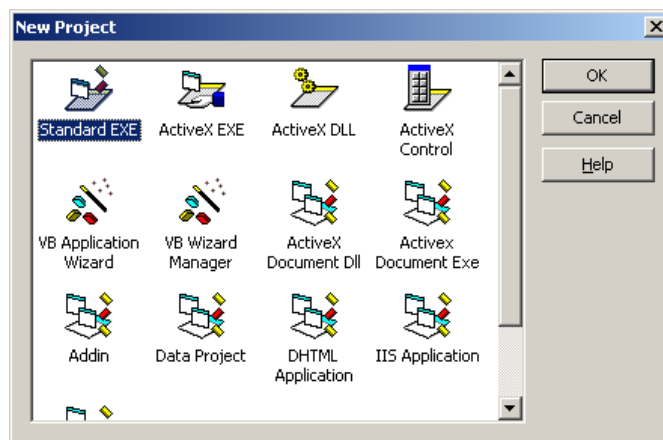 New Project
Standard EXE
ActiveX EXE
ActiveX DLL
ActiveX
Control
VB Application
Wizard
VB Wizard
Manager
ActiveX
Document Dll
Activex
Document Exe
Addin
Data Project
DHTML
Application
IIS Application
OK
Cancel
Help